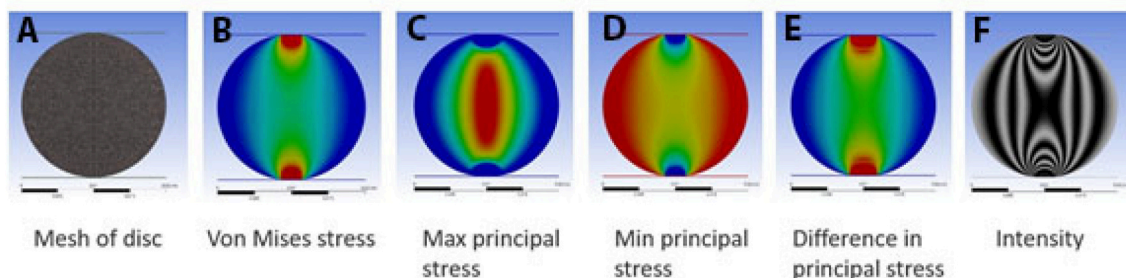 A B C D E F
Mesh of disc
Von Mises stress
Max principal
stress
Min principal
stress
Difference in
principal stress
Intensity